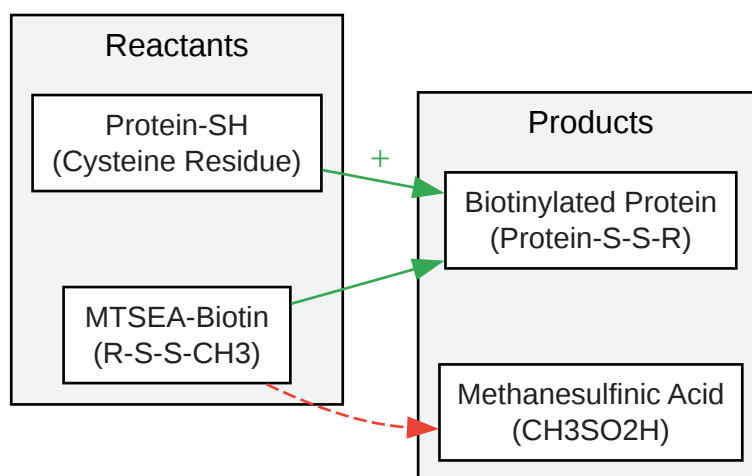 Reactants
Protein-SH
(Cysteine Residue)
MTSEA-Biotin
(R-S-S-CH3)
+
Products
Biotinylated Protein
(Protein-S-S-R)
Methanesulfinic Acid
(CH3SO2H)